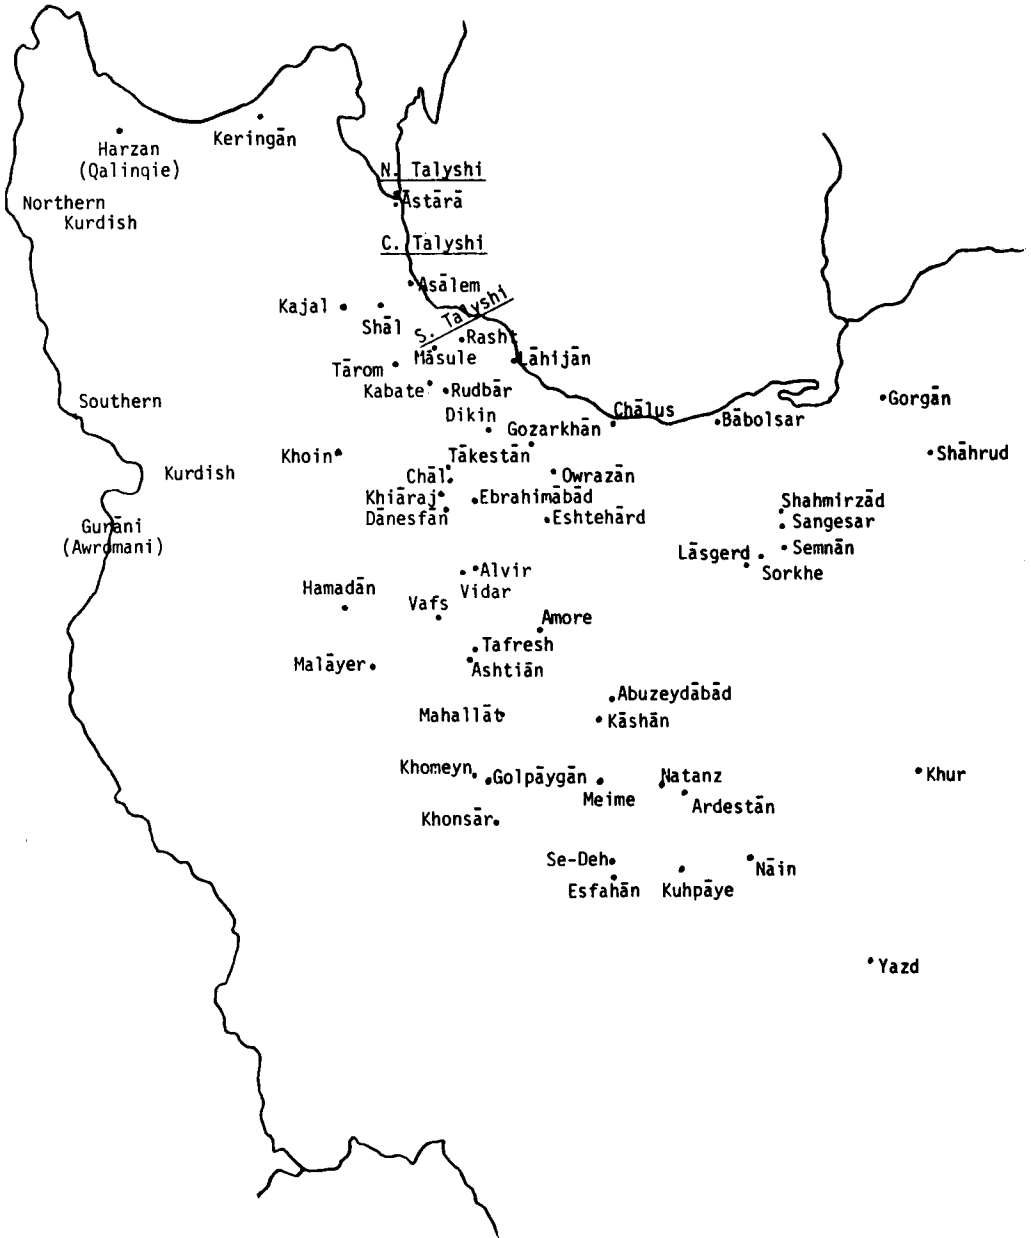 Keringān
Harzan
(Qalinqie)
N. Talyshi
Āstārā
Northern
Kurdish
C. Talyshi
Asālem
Kajal
Shāl
S. Talyshi
Rasht
Māsule
Lāhijān
Tārom
Kabate
Rudbār
Southern
Dikin
Chālus
Gorgān
Bābolsar
Gozarkhān
Khoin
Tākestān
Shāhrud
Kurdish
Chāl
Owrazān
Khiāraj
Ebrahimābād
Shahmirzād
Dānesfān
Eshtehārd
Sangesar
Gurāni
(Awromani)
Lāsgerd
Semnān
Sorkhe
Alvir
Vidar
Hamadān
Vafs
Amore
Tafresh
Malāyer
Ashtiān
Abuzeydābād
Mahallāt
Kāshān
Khomeyn
Golpāygān
Natanz
Khur
Meime
Ardestān
Khonsār
Se-Deh
Nāin
Esfahān
Kuhpāye
Yazd